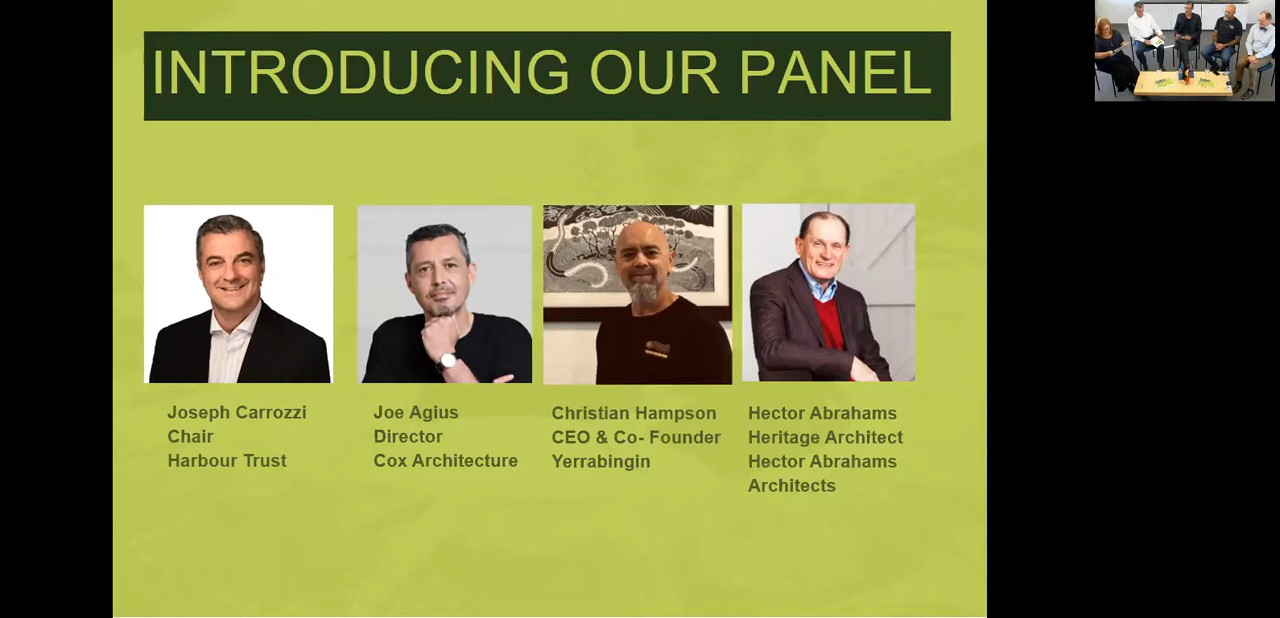 INTRODUCING OUR PANEL
Joseph Carrozzi
Chair
Harbour Trust
Joe Agius
Director
Cox Architecture
Christian Hampson
CEO & Co- Founder
Yerrabingin
Hector Abrahams
Heritage Architect
Hector Abrahams
Architects